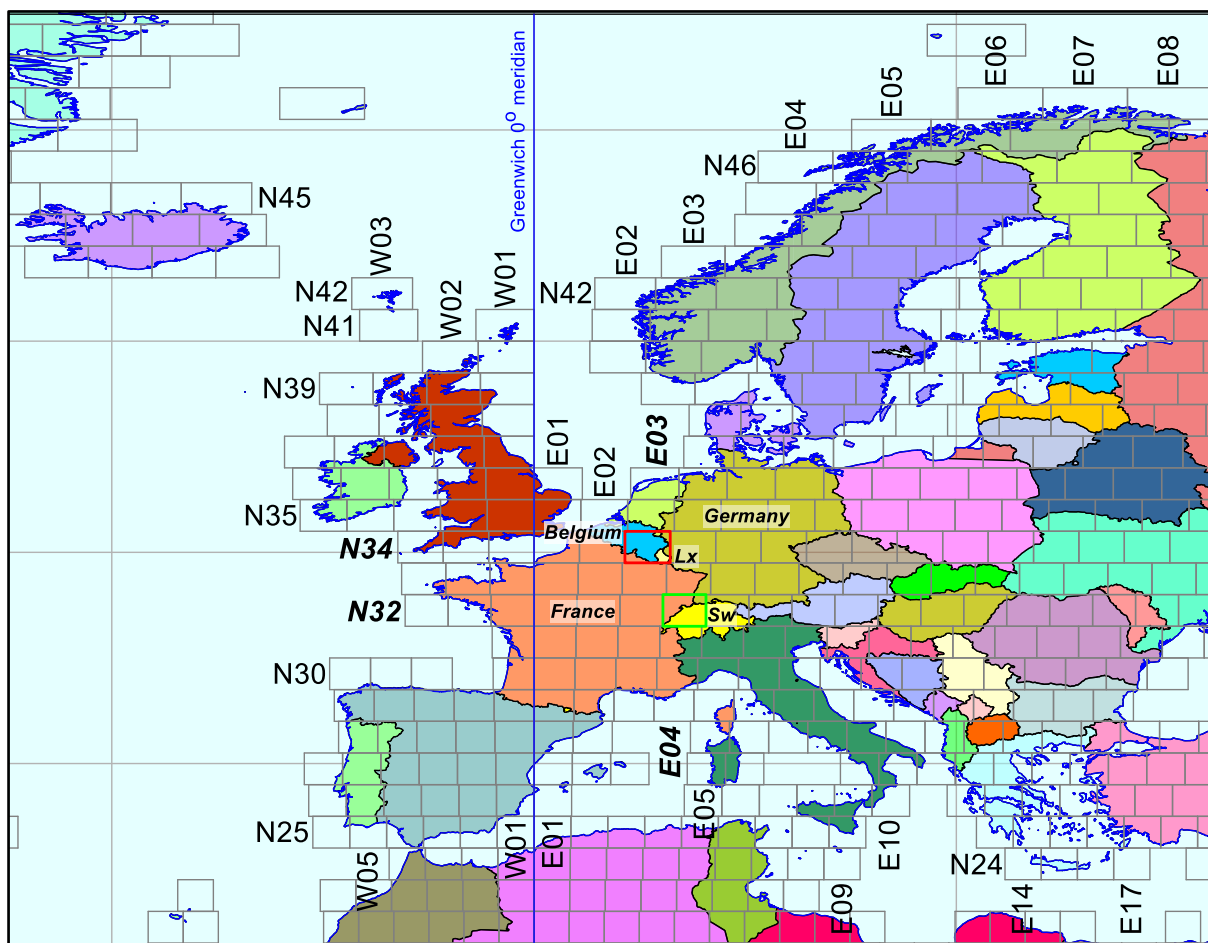 Greenwich 0° meridian
E06
E07
E08
E05
E04
N46
N45
E03
E02
W03
W01
N42
N42
W02
N41
N39
E03
E01
E02
N35
Germany
Belgium
N34
Lx
N32
France
Sw
N30
E04
E05
N25
W01
E01
E10
N24
W05
E09
E14
E17